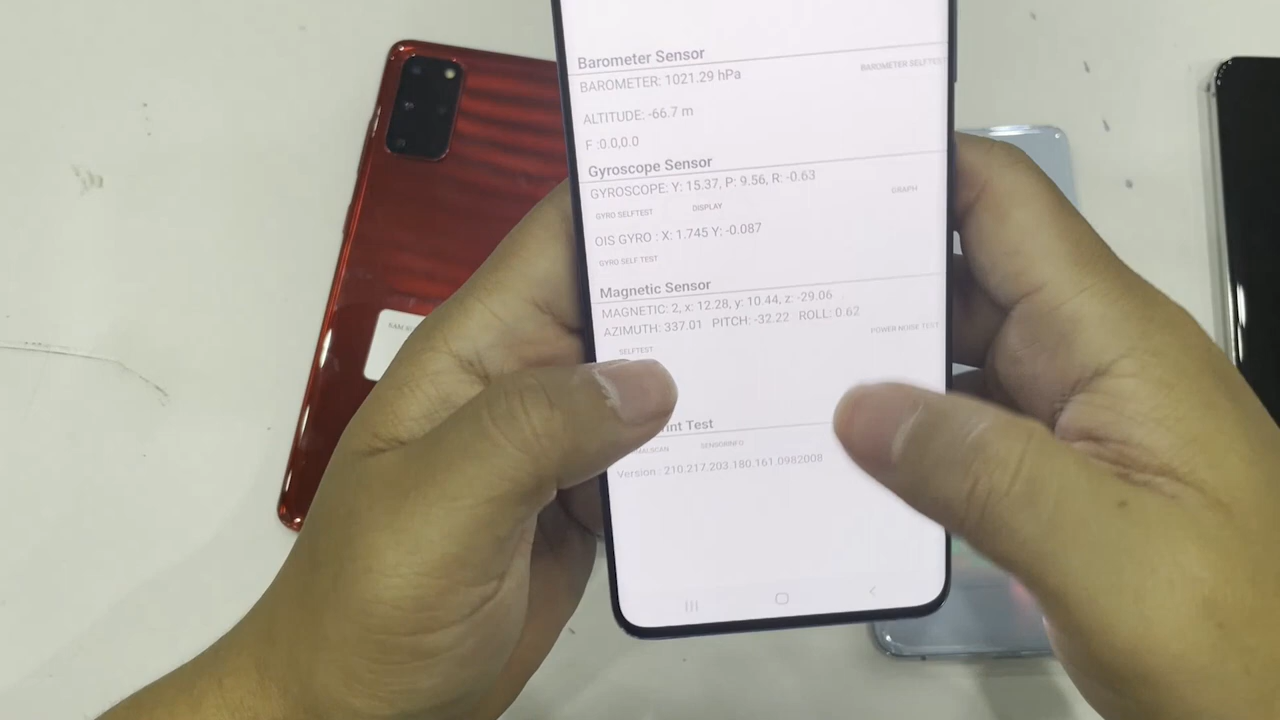 Barometer Sensor
BAROMETER: 1021.29 hPa
BAROMETER SELFTEST
ALTITUDE: -66.7 m
F :0.0,0.0
Gyroscope Sensor
GYROSCOPE: Y: 15.37, P: 9.56, R: -0.63
GRAPH
GYRO SELFTEST DISPLAY
OIS GYRO : X: 1.745 Y: -0.087
GYRO SELF TEST
Magnetic Sensor
MAGNETIC: 2, x: 12.28, y: 10.44, z: -29.06
AZIMUTH: 337.01 PITCH: -32.22 ROLL: 0.62
POWER NOISE TEST
SELFTEST
rint Test
MALSCAN SENSORINFO
Version : 210.217.203.180.161.0982008